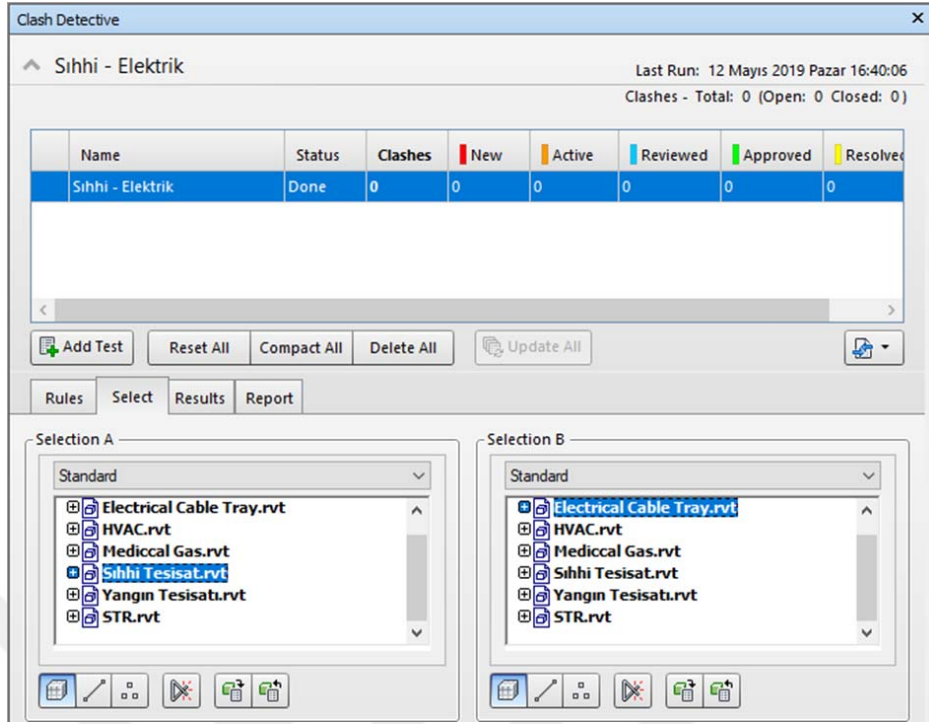 Clash Detective
Sıhhi - Elektrik
Last Run: 12 Mayıs 2019 Pazar 16:40:06
Clashes - Total: 0 (Open: 0 Closed: 0)
Name Status Clashes New Active Reviewed Approved Resolved
Sıhhi - Elektrik Done 0 0 0 0 0 0
Add Test Reset All Compact All Delete All Update All
Rules Select Results Report
Selection A Selection B
Standard Standard
Electrical Cable Tray.rvt Electrical Cable Tray.rvt
HVAC.rvt HVAC.rvt
Mediccal Gas.rvt Mediccal Gas.rvt
Sıhhi Tesisat.rvt Sıhhi Tesisat.rvt
Yangın Tesisatı.rvt Yangın Tesisatı.rvt
STR.rvt STR.rvt